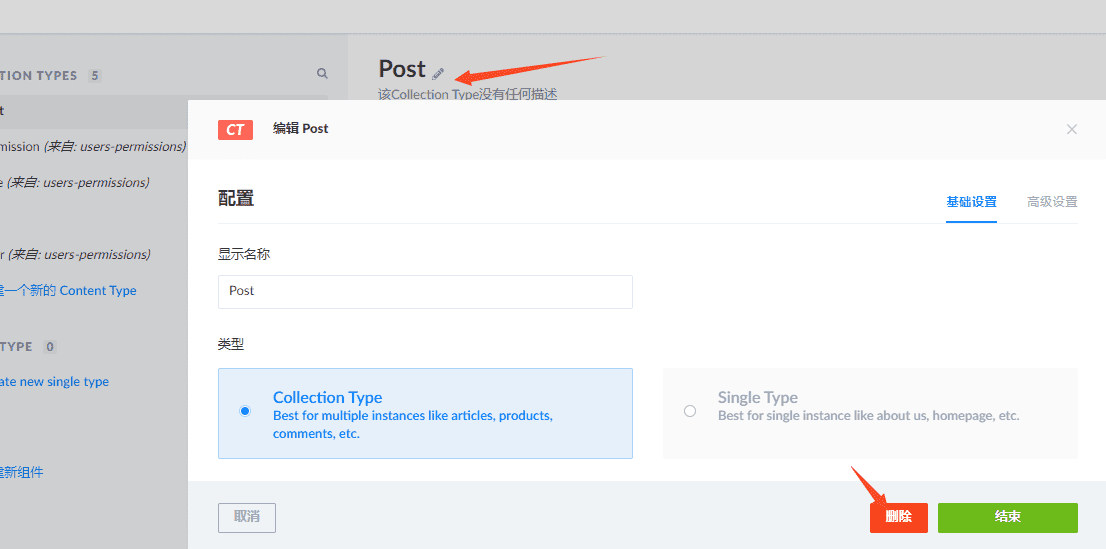 TION TYPES 5
Post
该Collection Type没有任何描述
t
mission (来自: users-permissions)
e (来自: users-permissions)
r (来自: users-permissions)
一个新的 Content Type
TYPE 0
ate new single type
新组件
CT 编辑 Post ×
配置
基础设置 高级设置
显示名称
Post
类型
Collection Type
Best for multiple instances like articles, products,
comments, etc.
Single Type
Best for single instance like about us, homepage, etc.
取消
删除
结束